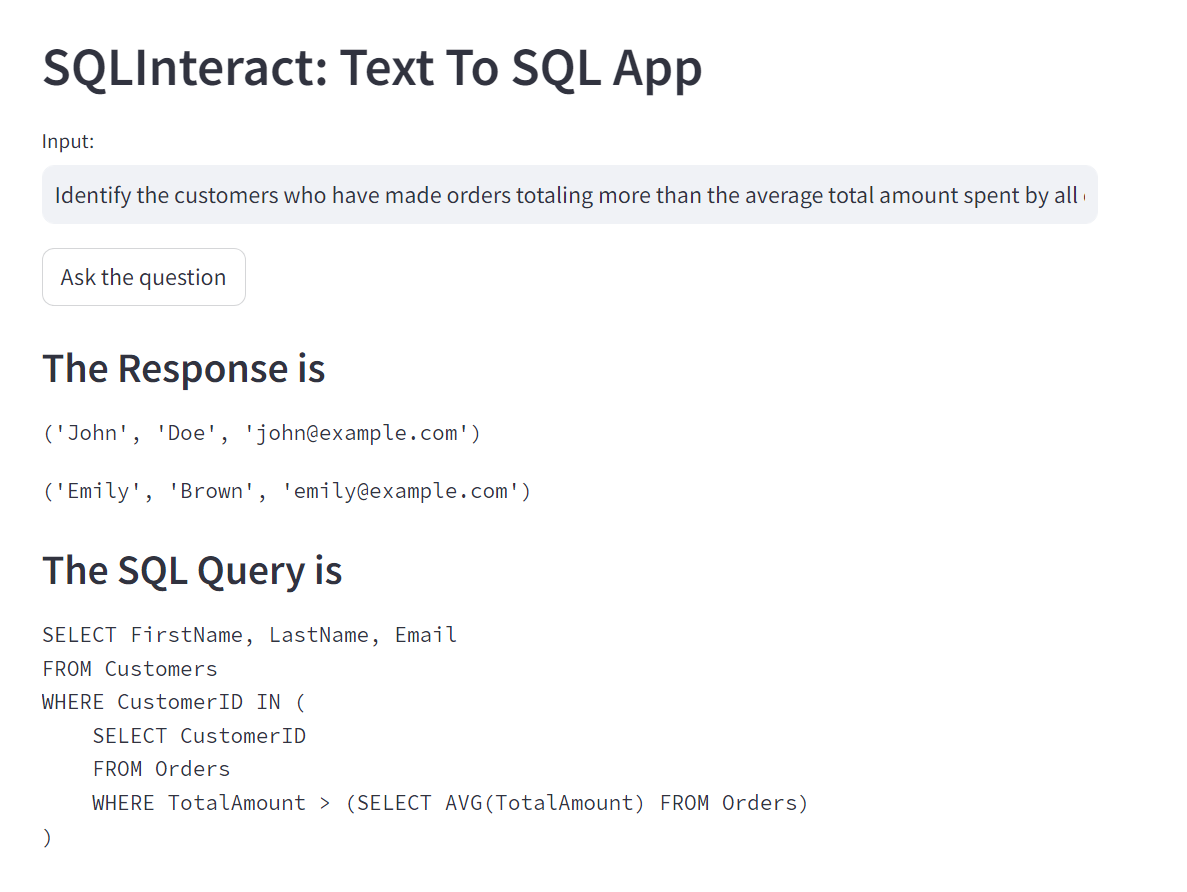 SQLInteract: Text To SQL App
Input:
Identify the customers who have made orders totaling more than the average total amount spent by all
Ask the question
The Response is
('John', 'Doe', 'john@example.com')
('Emily', 'Brown', 'emily@example.com')
The SQL Query is
SELECT FirstName, LastName, Email
FROM Customers
WHERE CustomerID IN (
    SELECT CustomerID
    FROM Orders
    WHERE TotalAmount > (SELECT AVG(TotalAmount) FROM Orders)
)